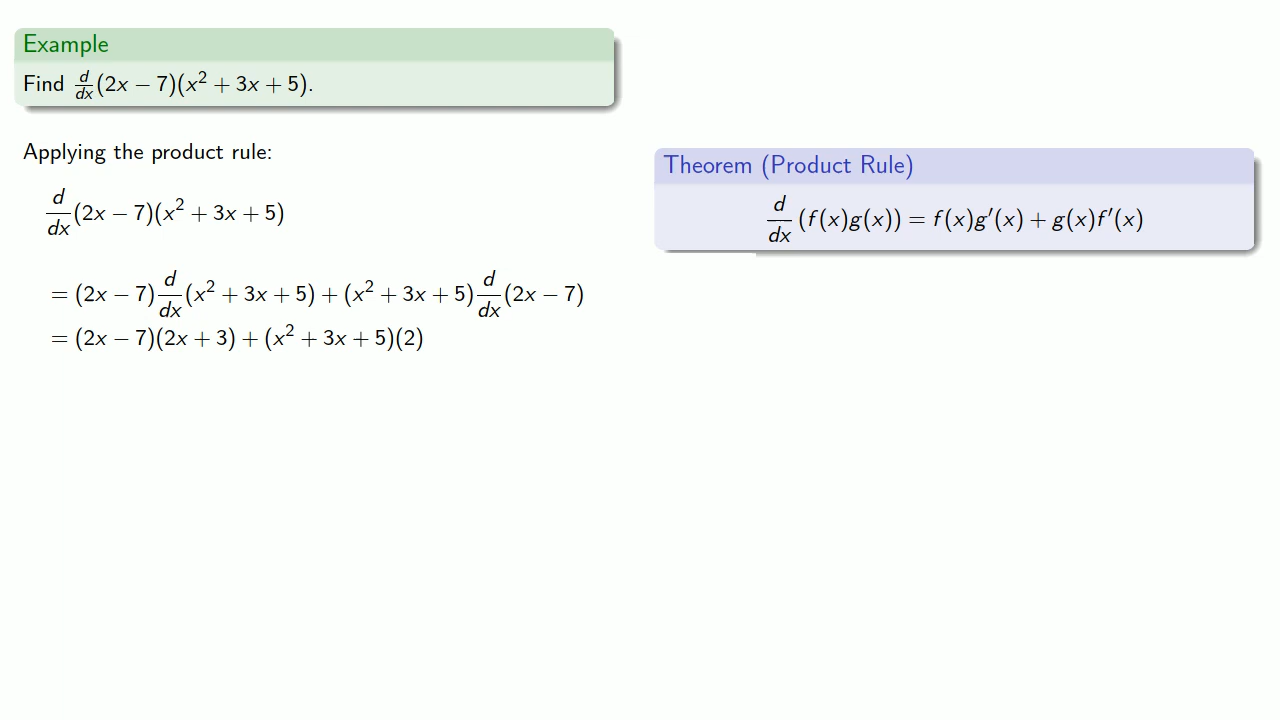 Example
Find d/dx (2x − 7)(x² + 3x + 5).
Applying the product rule:
d/dx (2x − 7)(x² + 3x + 5)
= (2x − 7) d/dx (x² + 3x + 5) + (x² + 3x + 5) d/dx (2x − 7)
= (2x − 7)(2x + 3) + (x² + 3x + 5)(2)
Theorem (Product Rule)
d/dx (f(x)g(x)) = f(x)g′(x) + g(x)f′(x)